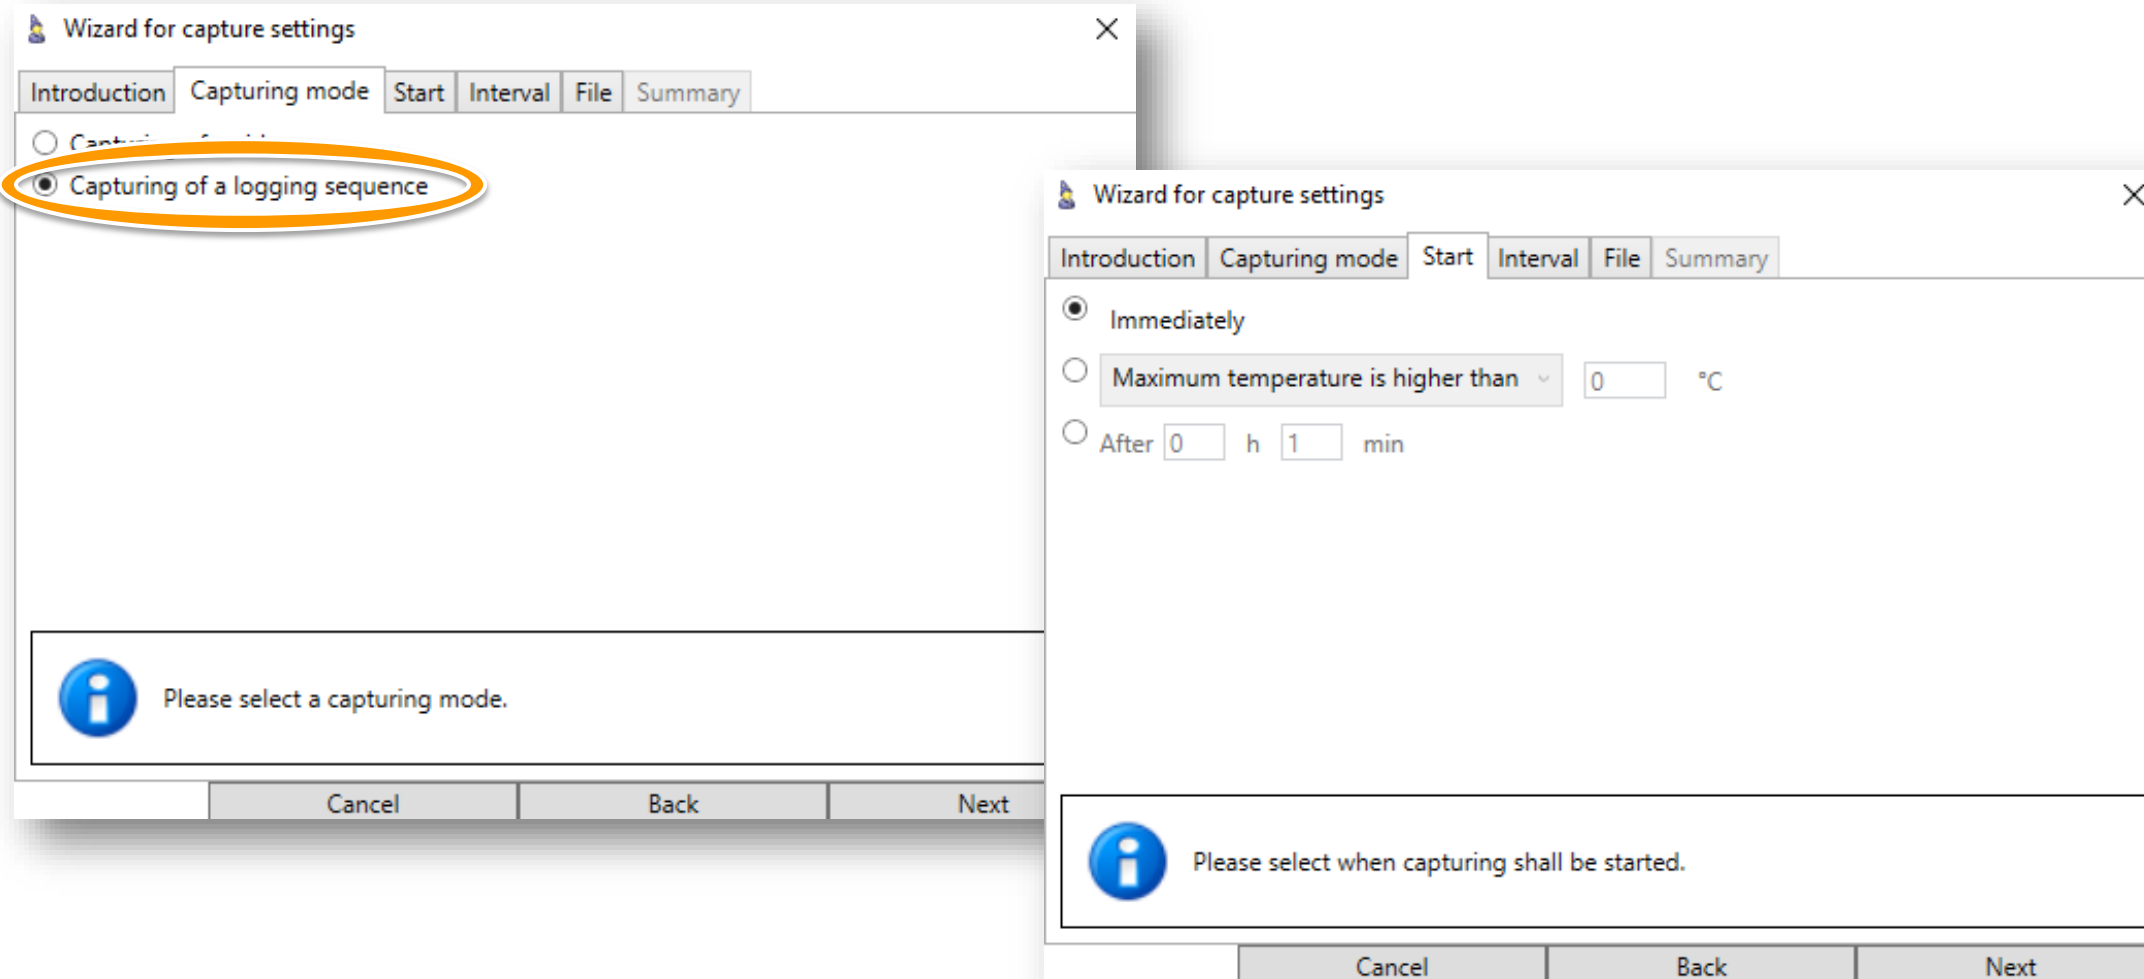 Wizard for capture settings
Introduction Capturing mode Start Interval File Summary
Capturing of a logging sequence
Please select a capturing mode.
Cancel Back Next
Wizard for capture settings
Introduction Capturing mode Start Interval File Summary
Immediately
Maximum temperature is higher than 0 °C
After 0 h 1 min
Please select when capturing shall be started.
Cancel Back Next